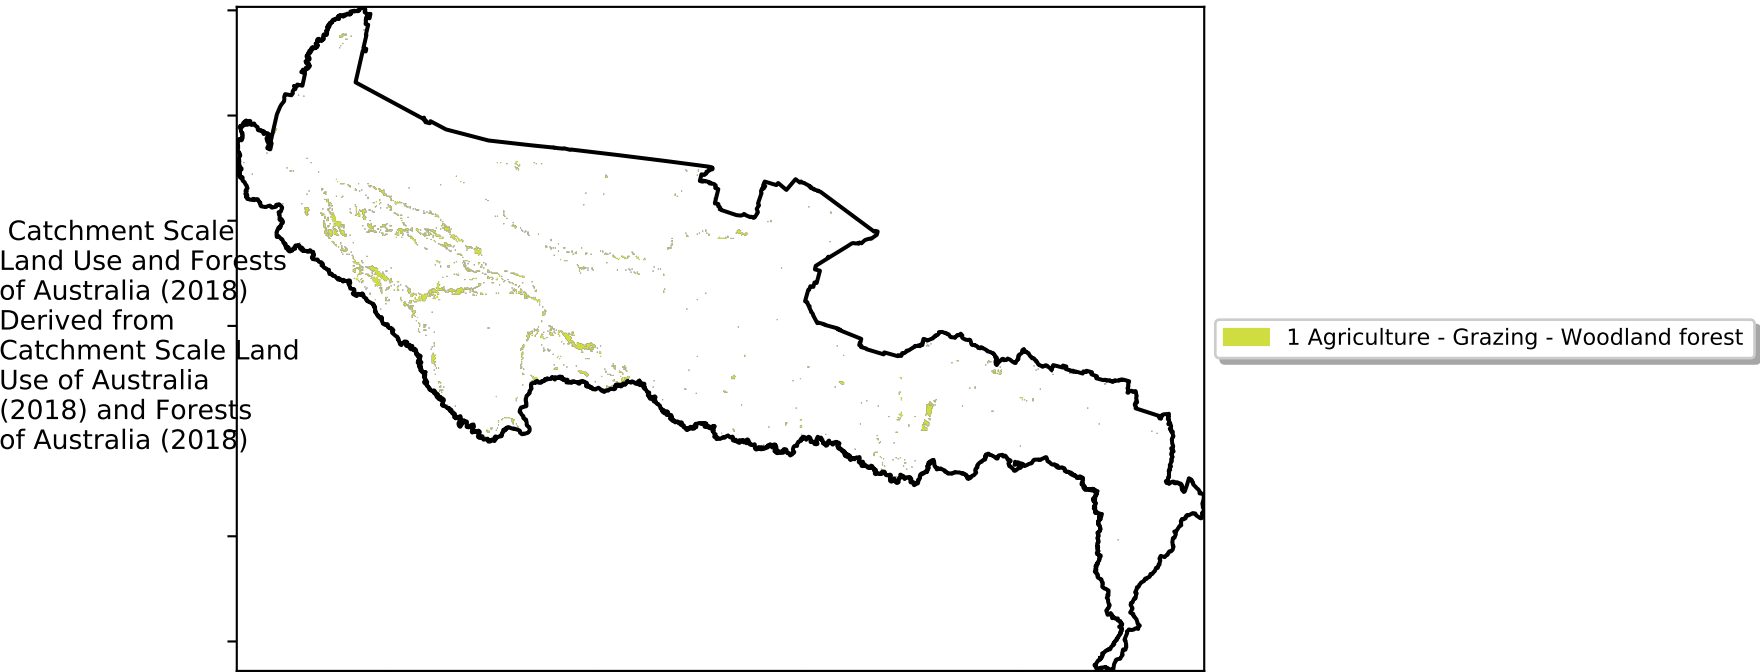 Catchment Scale
Land Use and Forests
of Australia (2018)
Derived from
Catchment Scale Land
Use of Australia
(2018) and Forests
of Australia (2018)
1 Agriculture - Grazing - Woodland forest